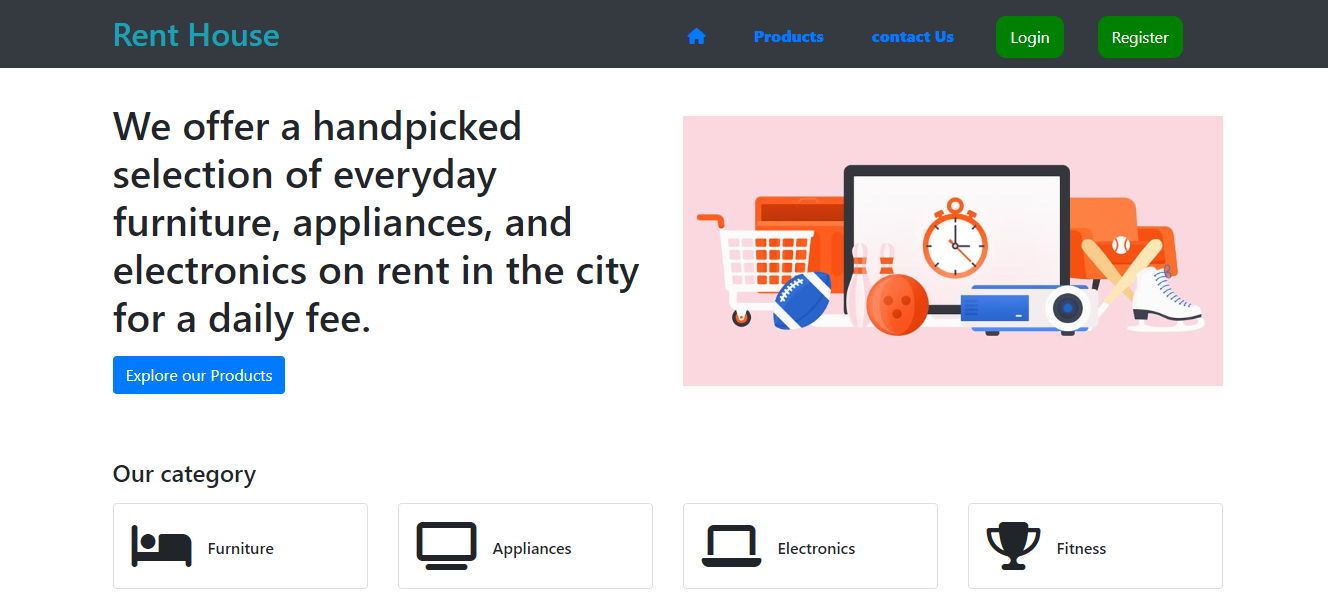 Rent House
Products
contact Us
Login
Register
We offer a handpicked
selection of everyday
furniture, appliances, and
electronics on rent in the city
for a daily fee.
Explore our Products
Our category
Furniture
Appliances
Electronics
Fitness